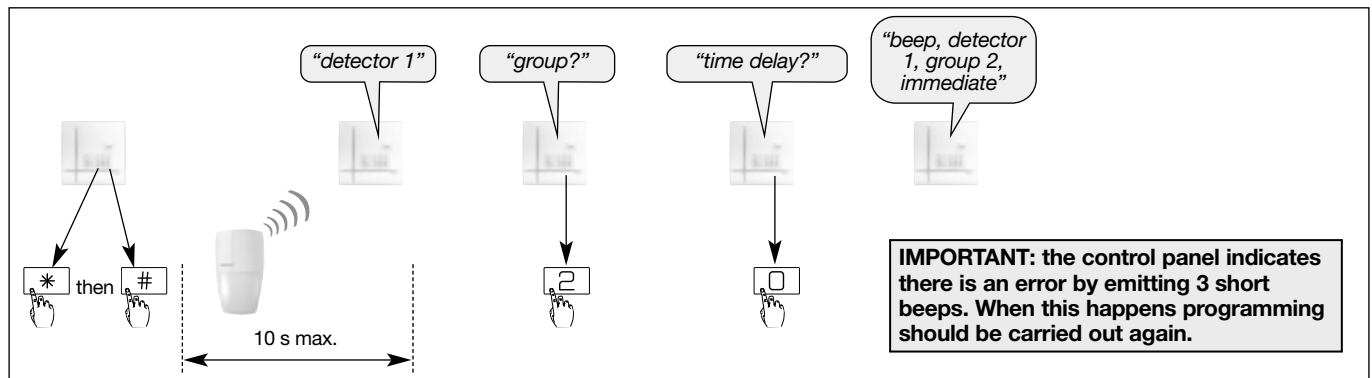 “detector 1”
“group?”
“time delay?”
“beep, detector
1, group 2,
immediate”
* then #
10 s max.
2
0
IMPORTANT: the control panel indicates
there is an error by emitting 3 short
beeps. When this happens programming
should be carried out again.